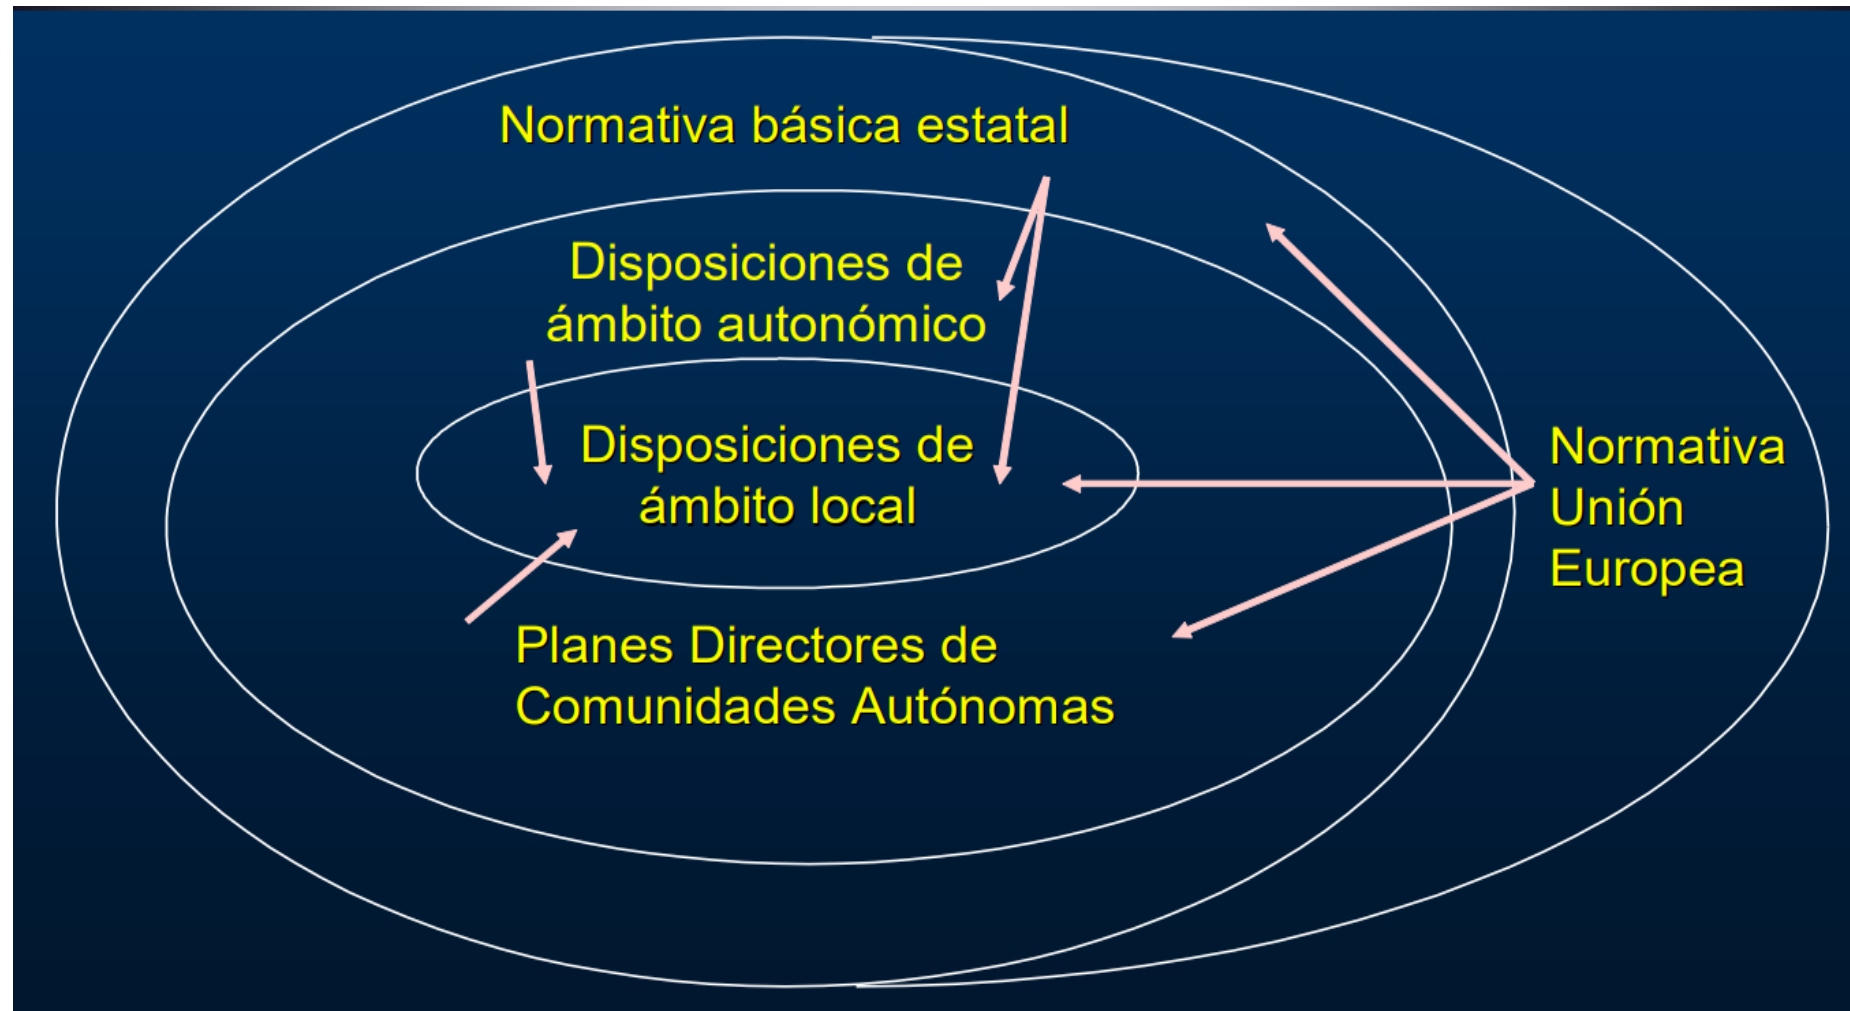 Normativa básica estatal
Disposiciones de
ámbito autonómico
Disposiciones de
ámbito local
Normativa
Unión
Europea
Planes Directores de
Comunidades Autónomas